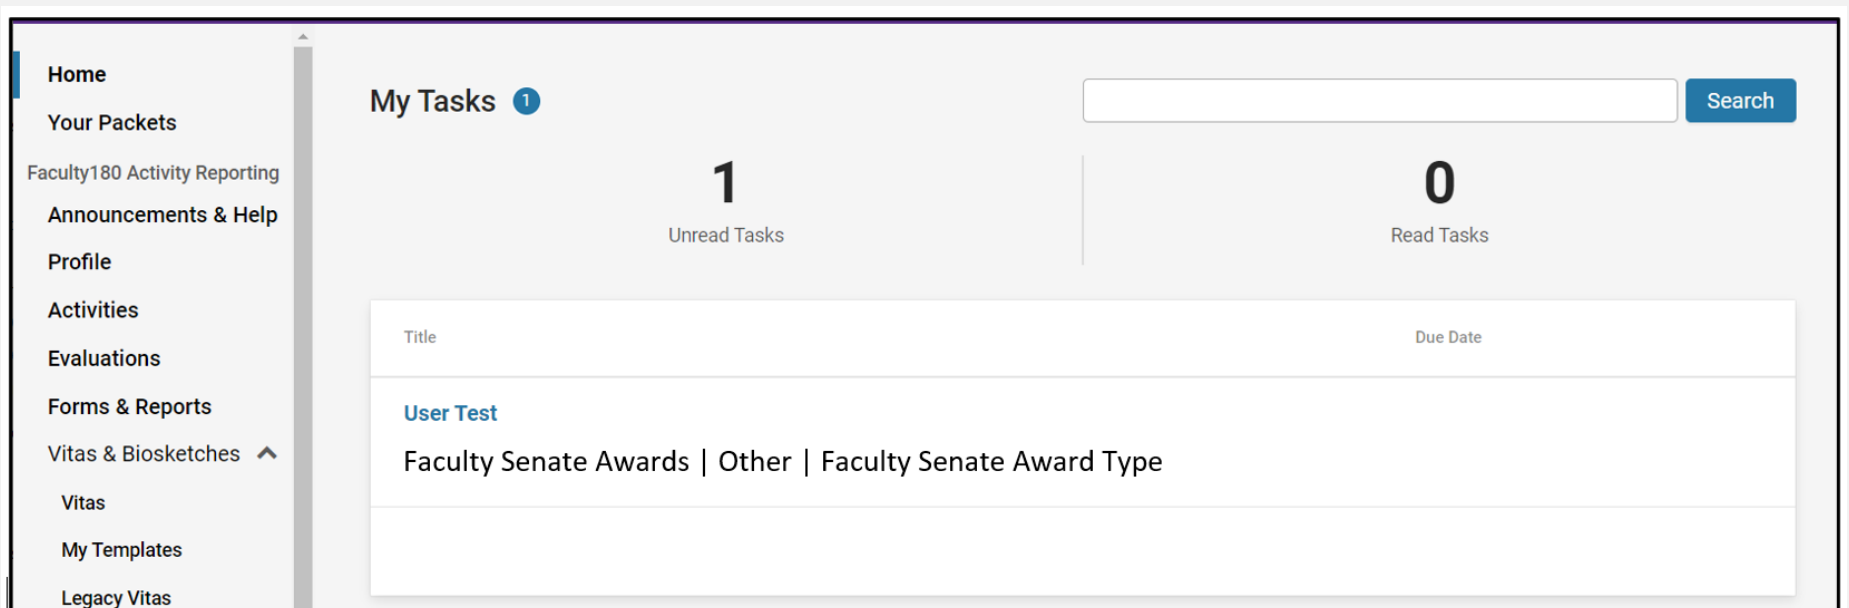 Home
Your Packets
Faculty180 Activity Reporting
Announcements & Help
Profile
Activities
Evaluations
Forms & Reports
Vitas & Biosketches
Vitas
My Templates
Legacy Vitas
My Tasks 1
Search
1
Unread Tasks
0
Read Tasks
Title Due Date
User Test
Faculty Senate Awards | Other | Faculty Senate Award Type